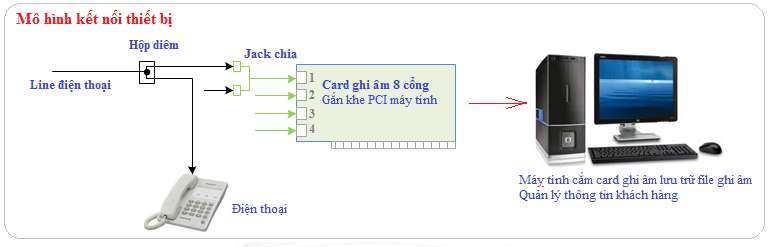 Mô hình kết nối thiết bị
Hộp diêm
Jack chia
Line điện thoại
1
2
3
4
Card ghi âm 8 cổng
Gắn khe PCI máy tính
Điện thoại
Máy tính cắm card ghi âm lưu trữ file ghi âm
Quản lý thông tin khách hàng